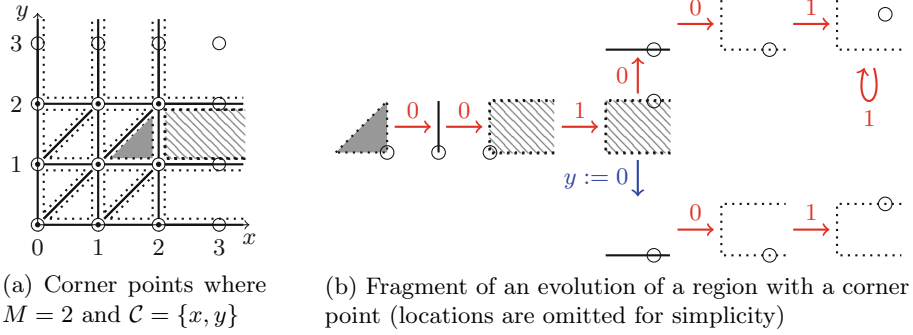 y
3
2
1
0
1
2
3
x
0
1
1
0
0
0
1
y := 0
0
1
(a) Corner points where
M = 2 and C = {x, y}
(b) Fragment of an evolution of a region with a corner
point (locations are omitted for simplicity)